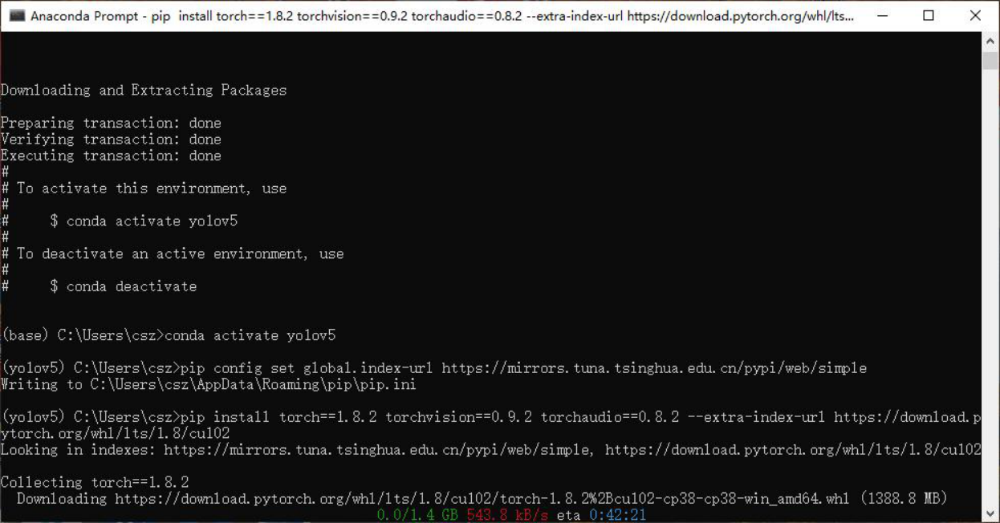 Anaconda Prompt - pip  install torch==1.8.2 torchvision==0.9.2 torchaudio==0.8.2 --extra-index-url https://download.pytorch.org/whl/lts...
Downloading and Extracting Packages
Preparing transaction: done
Verifying transaction: done
Executing transaction: done
#
# To activate this environment, use
#
#     $ conda activate yolov5
#
# To deactivate an active environment, use
#
#     $ conda deactivate
(base) C:\Users\csz>conda activate yolov5
(yolov5) C:\Users\csz>pip config set global.index-url https://mirrors.tuna.tsinghua.edu.cn/pypi/web/simple
Writing to C:\Users\csz\AppData\Roaming\pip\pip.ini
(yolov5) C:\Users\csz>pip install torch==1.8.2 torchvision==0.9.2 torchaudio==0.8.2 --extra-index-url https://download.p
ytorch.org/whl/lts/1.8/cu102
Looking in indexes: https://mirrors.tuna.tsinghua.edu.cn/pypi/web/simple, https://download.pytorch.org/whl/lts/1.8/cu102
Collecting torch==1.8.2
  Downloading https://download.pytorch.org/whl/lts/1.8/cu102/torch-1.8.2%2Bcu102-cp38-cp38-win_amd64.whl (1388.8 MB)
0.0/1.4 GB 543.8 kB/s eta 0:42:21